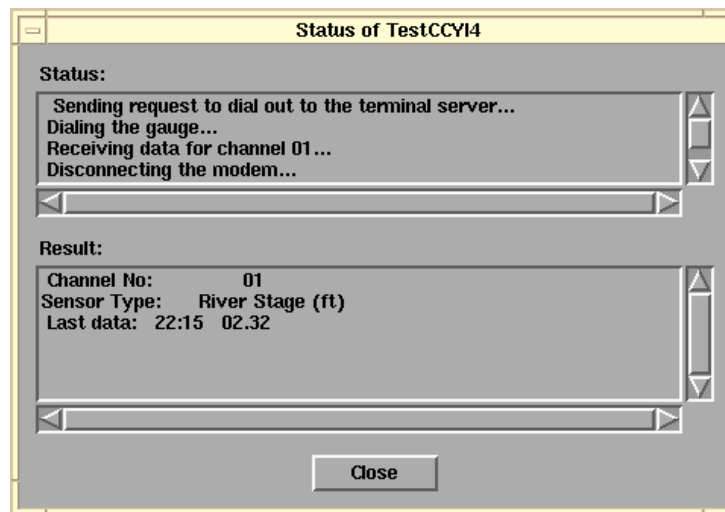 Status of TestCCYI4
Status:
Sending request to dial out to the terminal server...
Dialing the gauge...
Receiving data for channel 01...
Disconnecting the modem...
Result:
Channel No: 01
Sensor Type: River Stage (ft)
Last data: 22:15 02.32
Close